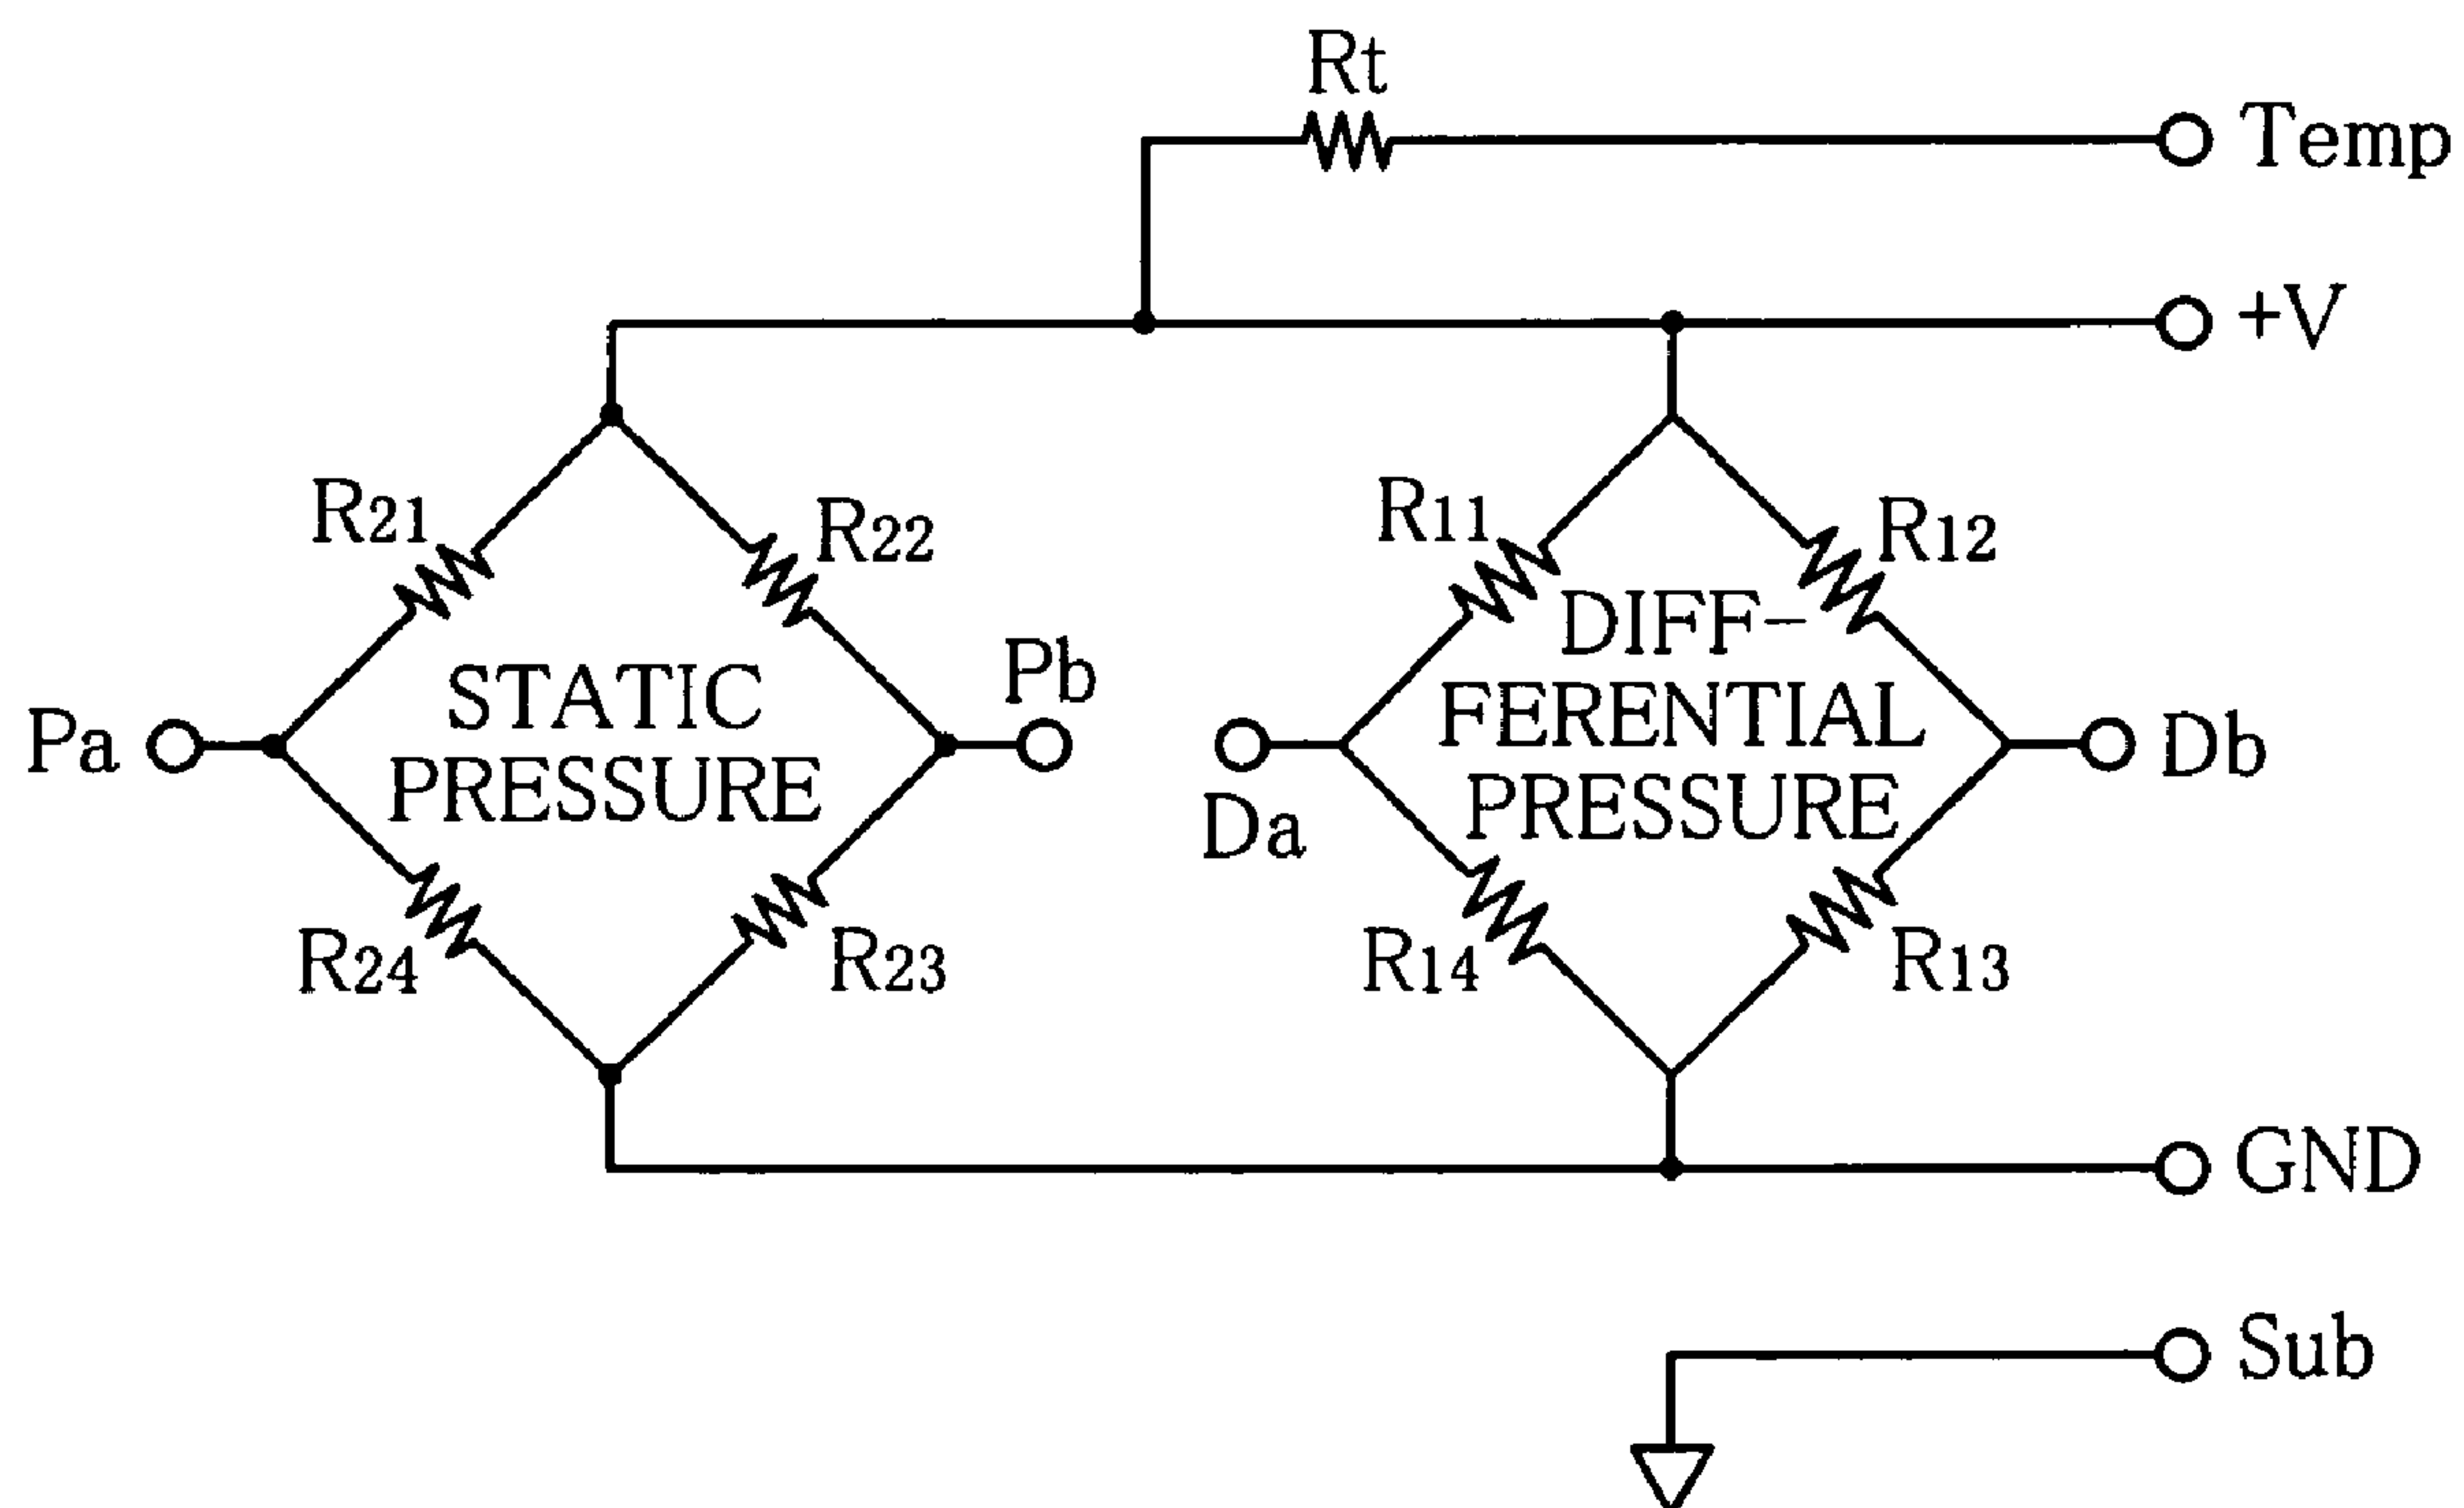 Rt
Temp
+V
R21
R22
R11
R12
DIFF-
FERENTIAL
PRESSURE
STATIC
PRESSURE
Pa
Pb
Da
Db
R24
R23
R14
R13
GND
Sub